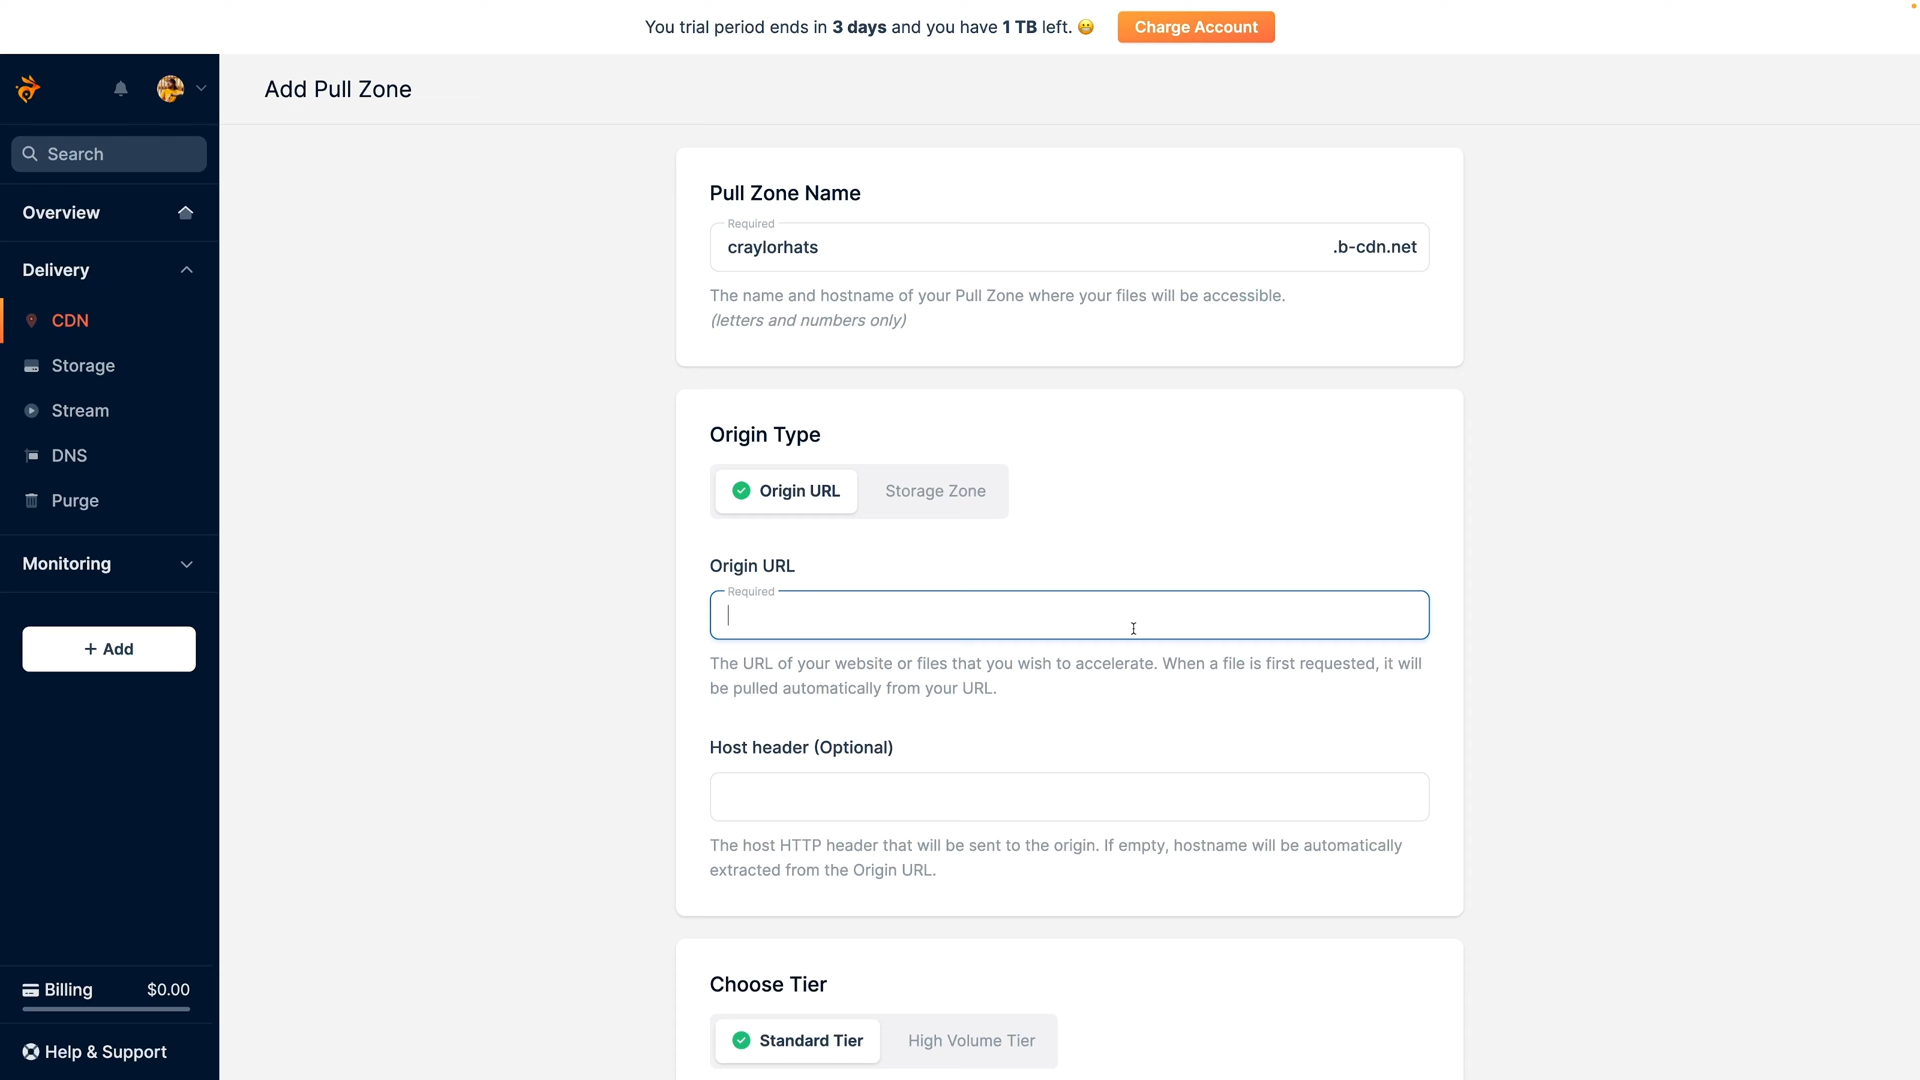 You trial period ends in 3 days and you have 1 TB left. 😀
Charge Account
Add Pull Zone
Search
Overview
Delivery
CDN
Storage
Stream
DNS
Purge
Monitoring
+ Add
Billing $0.00
Help & Support
Pull Zone Name
Required
craylorhats .b-cdn.net
The name and hostname of your Pull Zone where your files will be accessible.
(letters and numbers only)
Origin Type
Origin URL Storage Zone
Origin URL
Required
The URL of your website or files that you wish to accelerate. When a file is first requested, it will
be pulled automatically from your URL.
Host header (Optional)
The host HTTP header that will be sent to the origin. If empty, hostname will be automatically
extracted from the Origin URL.
Choose Tier
Standard Tier High Volume Tier